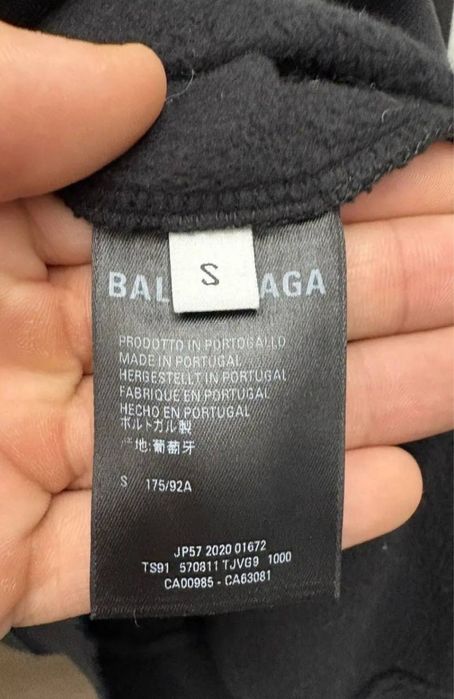 S
BAL AGA
PRODOTTO IN PORTOGALLO
MADE IN PORTUGAL
HERGESTELLT IN PORTUGAL
FABRIQUE EN PORTUGAL
HECHO EN PORTUGAL
ポルトガル製
地:葡萄牙
S 175/92A
JP57 2020 01672
TS91 570811 TJVG9 1000
CA00985 - CA63081